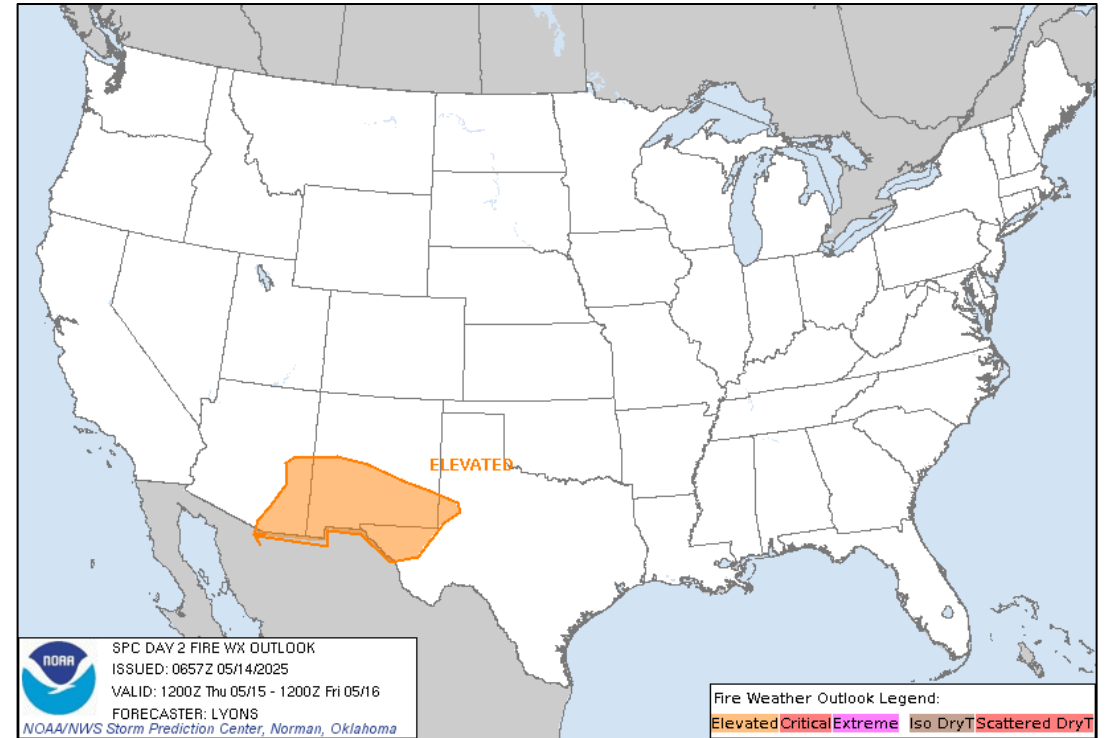 ELEVATED
NOAA
SPC DAY 2 FIRE WX OUTLOOK
ISSUED: 0657Z 05/14/2025
VALID: 1200Z Thu 05/15 - 1200Z Fri 05/16
FORECASTER: LYONS
NOAA/NWS Storm Prediction Center, Norman, Oklahoma
Fire Weather Outlook Legend:
Elevated Critical Extreme Iso DryT Scattered DryT